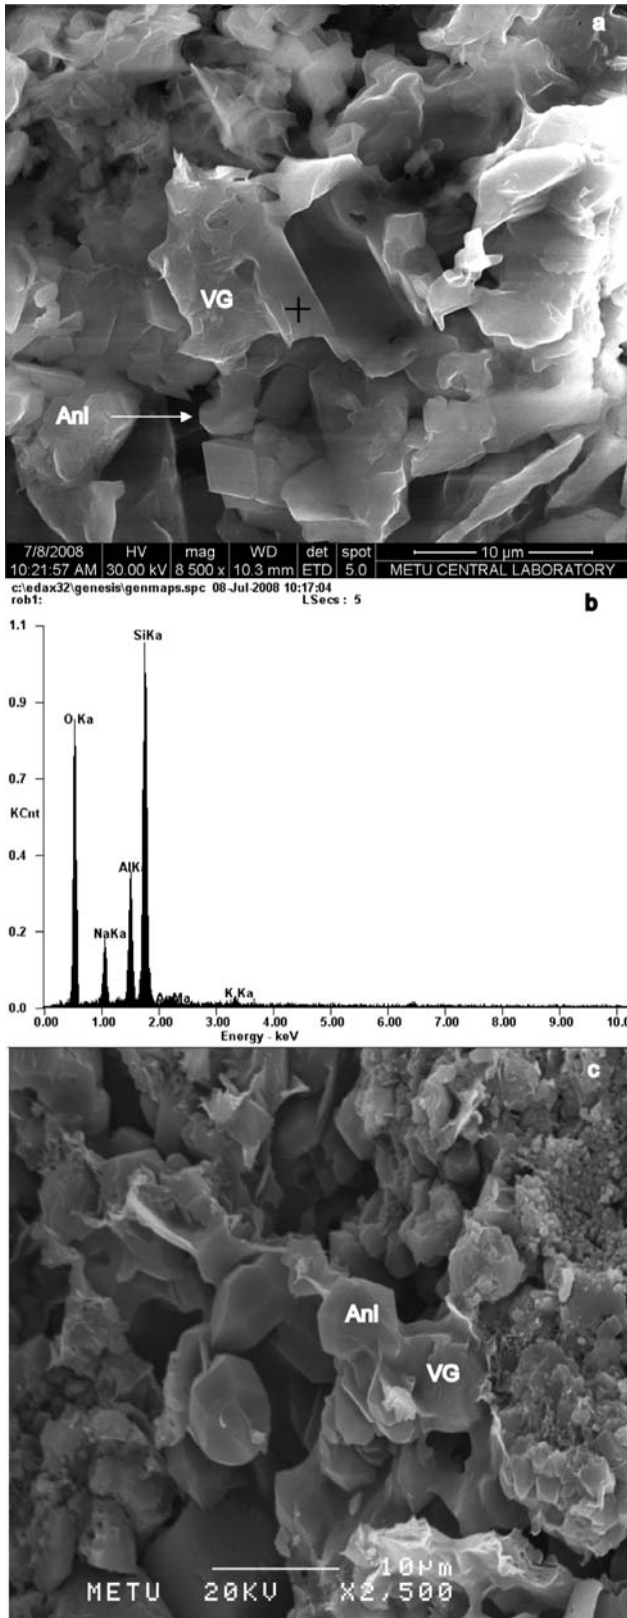 a
VG
Anl
7/8/2008 HV mag WD det spot 10 µm
10:21:57 AM 30.00 kV 8 500 x 10.3 mm ETD 5.0 METU CENTRAL LABORATORY
c:\edax32\genesis\genmaps.spc 08-Jul-2008 10:17:04
rob1: LSecs : 5
b
1.1
SiKa
0.9
O Ka
0.7
KCnt
0.4
AlK
0.2
NaKa
K Ka
0.0
0.00 1.00 2.00 3.00 4.00 5.00 6.00 7.00 8.00 9.00 10.0
Energy - keV
c
Anl
VG
10µm
METU 20KV X2,500